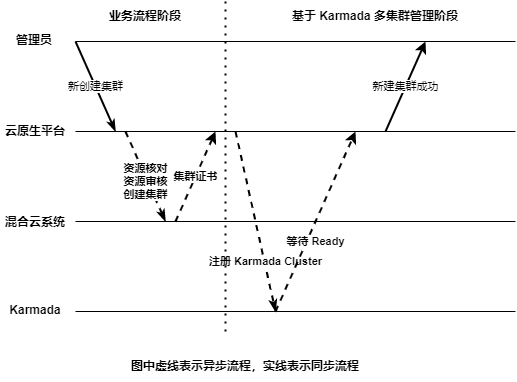 业务流程阶段
基于 Karmada 多集群管理阶段
管理员
新创建集群
新建集群成功
云原生平台
资源核对
资源审核
创建集群
集群证书
混合云系统
等待 Ready
注册 Karmada Cluster
Karmada
图中虚线表示异步流程，实线表示同步流程